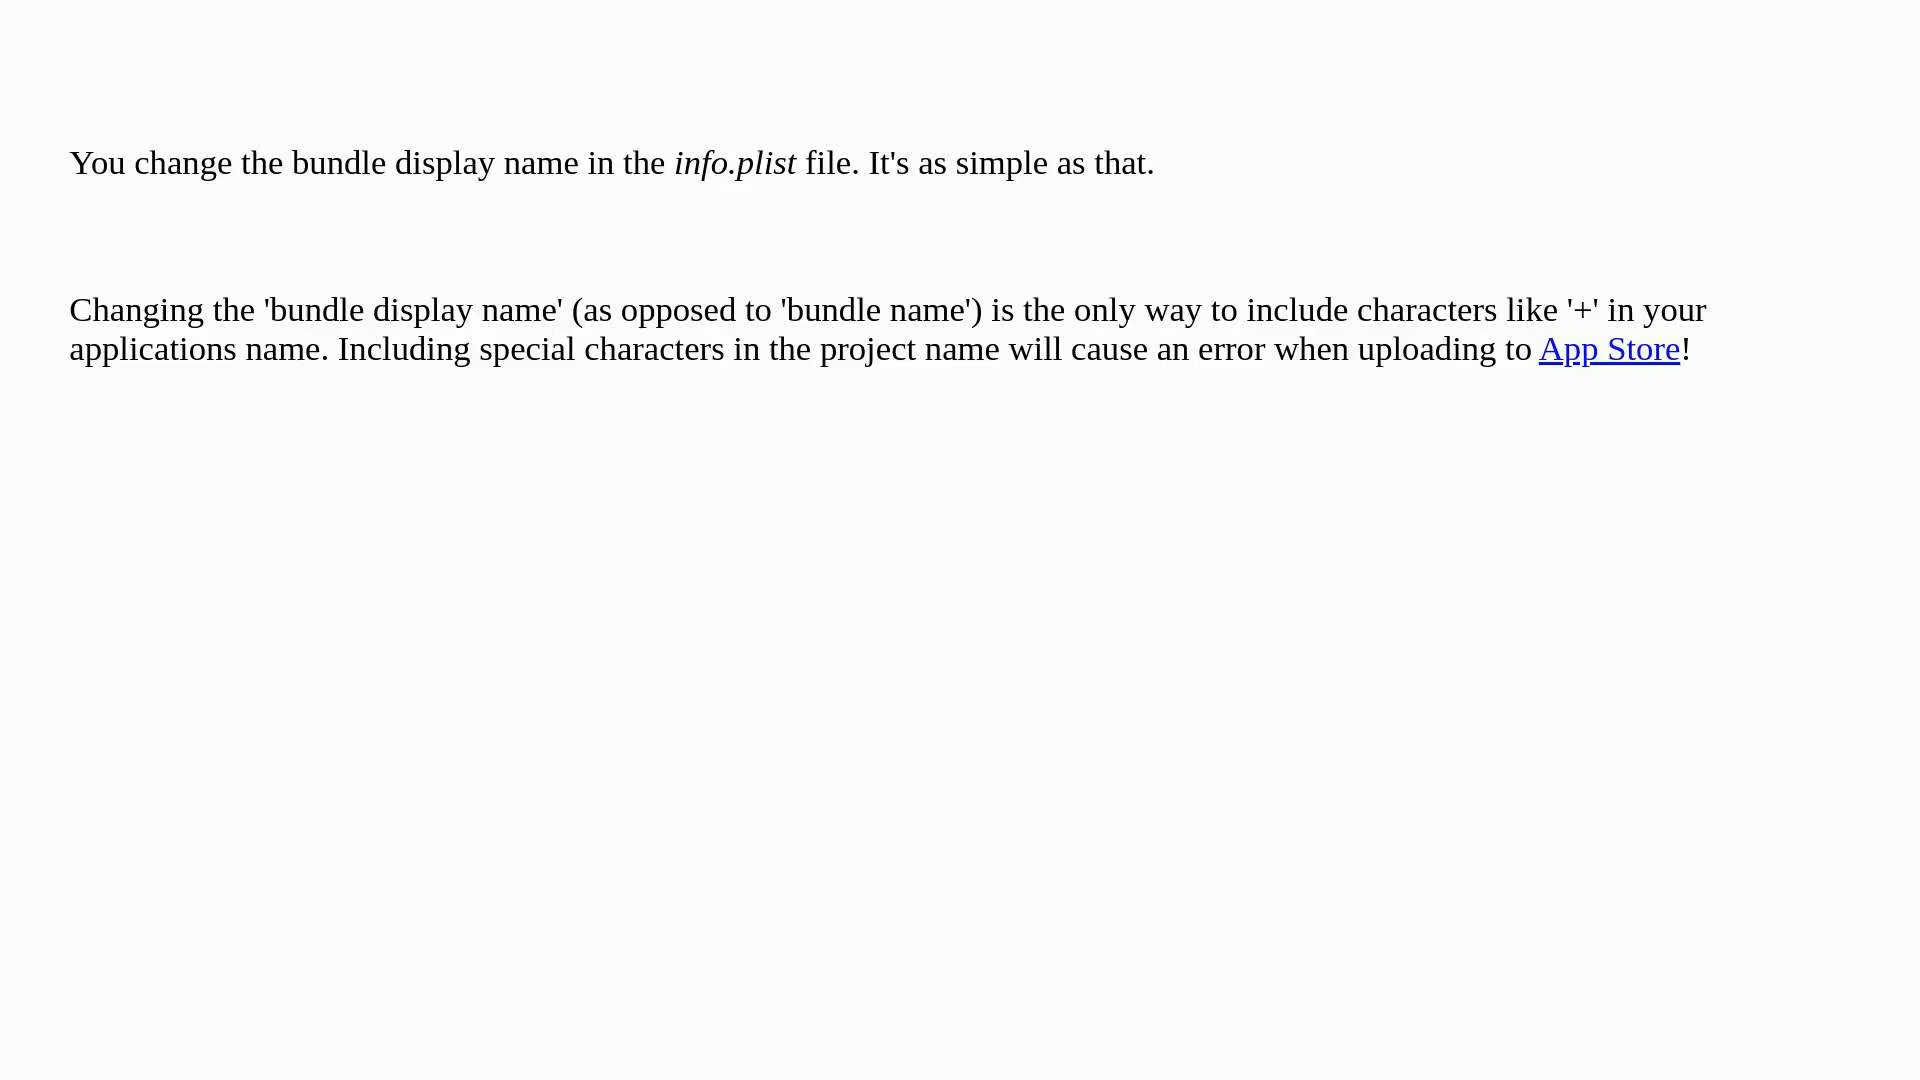 You change the bundle display name in the info.plist file. It's as simple as that.
Changing the 'bundle display name' (as opposed to 'bundle name') is the only way to include characters like '+' in your
applications name. Including special characters in the project name will cause an error when uploading to App Store!